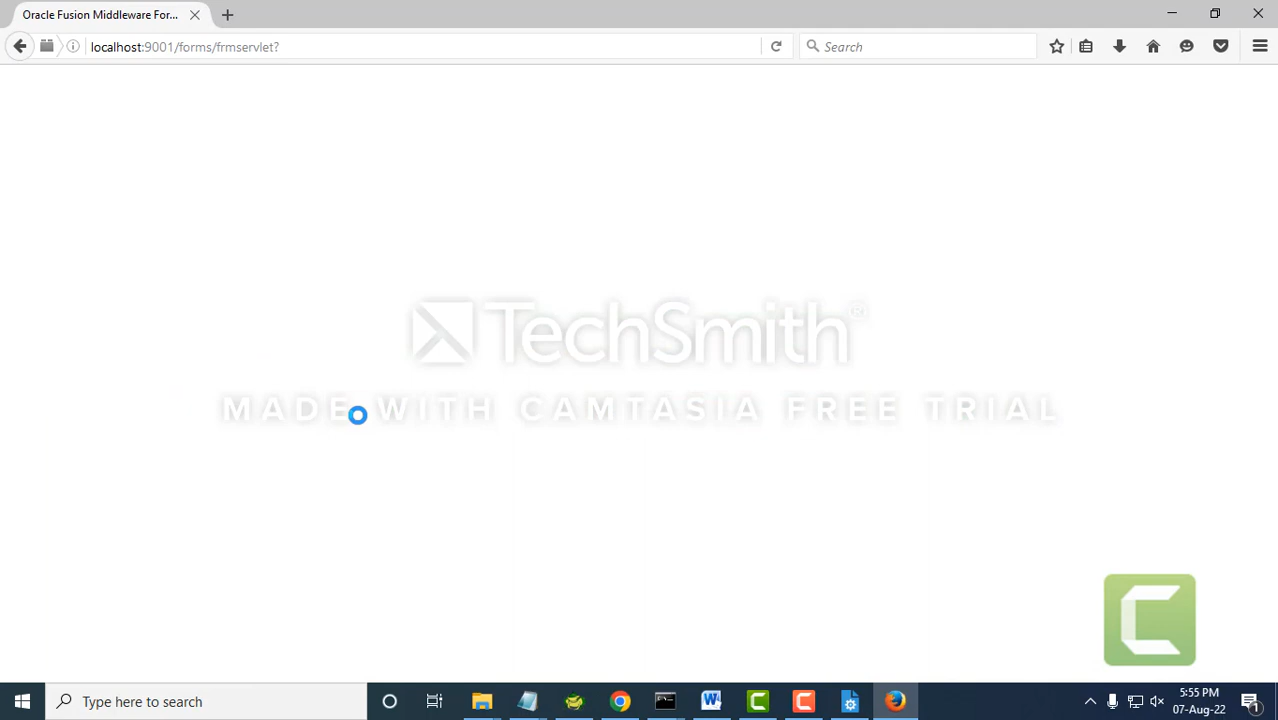 Oracle Fusion Middleware For...
localhost:9001/forms/frmservlet?
Search
TechSmith®
MADE WITH CAMTASIA FREE TRIAL
Type here to search
5:55 PM
07-Aug-22
1